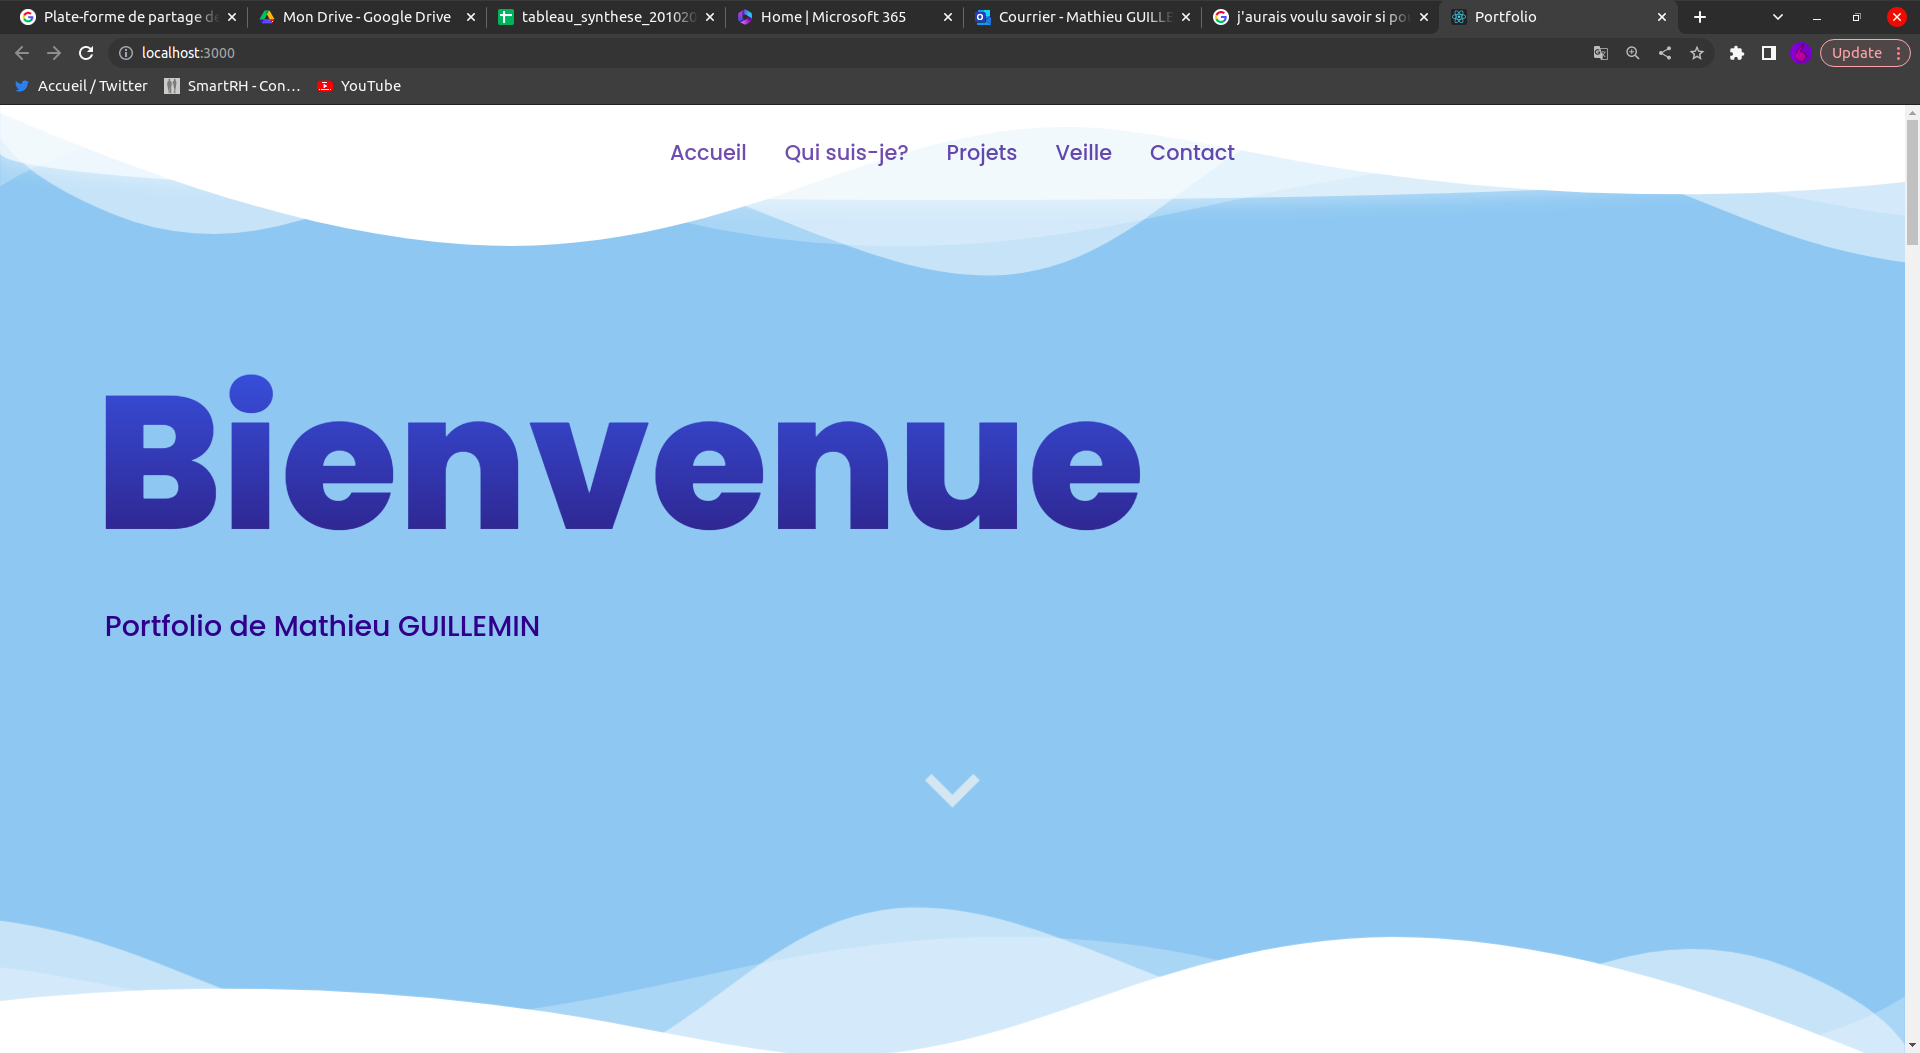 Plate-forme de partage de
Mon Drive - Google Drive
tableau_synthese_201020
Home | Microsoft 365
Courrier - Mathieu GUILLE
j'aurais voulu savoir si po
Portfolio
localhost:3000
Update
Accueil / Twitter
SmartRH - Con...
YouTube
Accueil
Qui suis-je?
Projets
Veille
Contact
Bienvenue
Portfolio de Mathieu GUILLEMIN